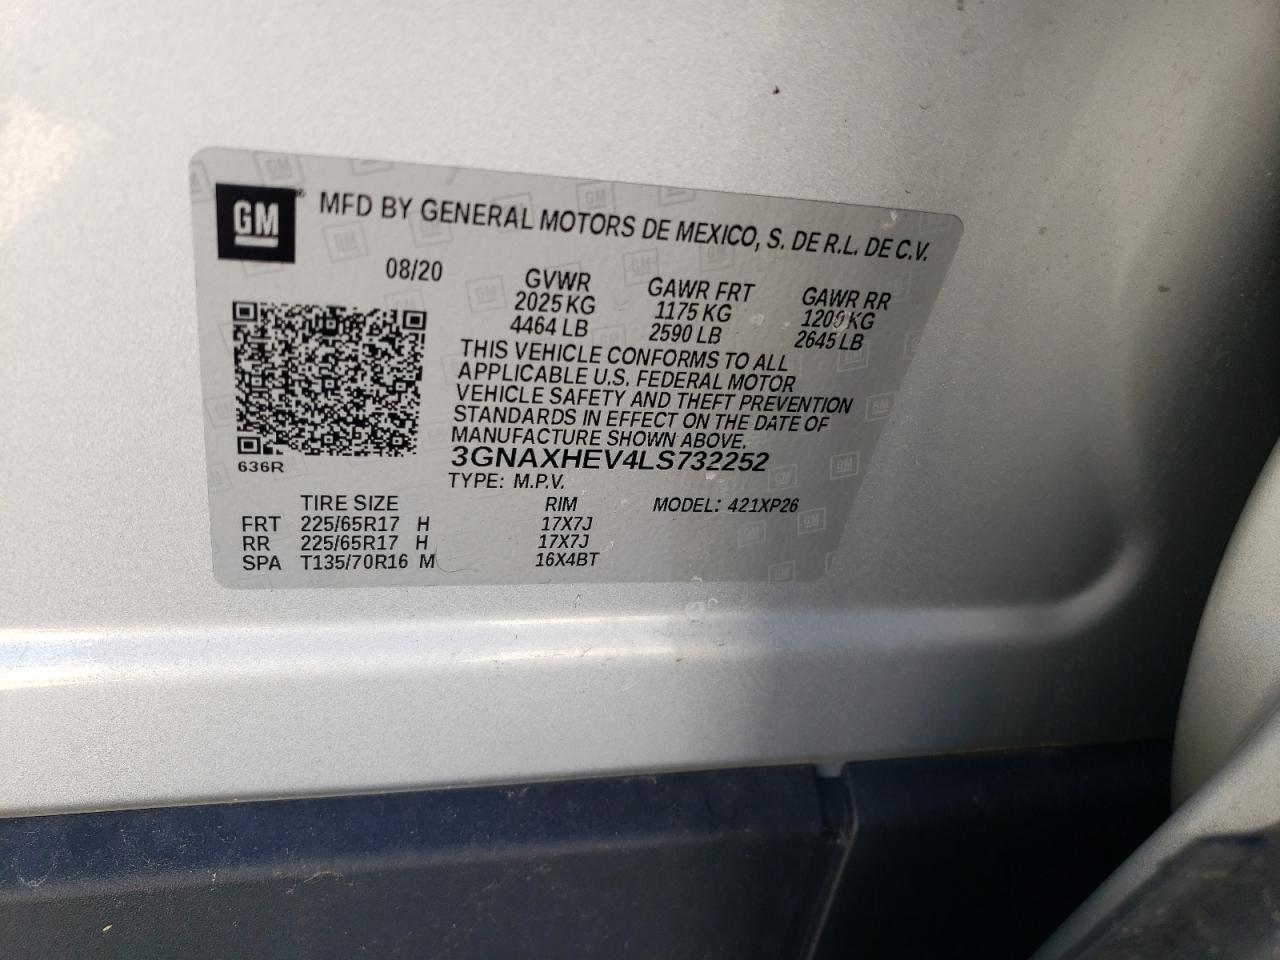 GM
MFD BY GENERAL MOTORS DE MEXICO, S. DE R.L. DE C.V.
08/20 GVWR GAWR FRT GAWR RR
2025 KG 1175 KG 1200 KG
4464 LB 2590 LB 2645 LB
THIS VEHICLE CONFORMS TO ALL
APPLICABLE U.S. FEDERAL MOTOR
VEHICLE SAFETY AND THEFT PREVENTION
STANDARDS IN EFFECT ON THE DATE OF
MANUFACTURE SHOWN ABOVE.
3GNAXHEV4LS732252
636R
TYPE: M.P.V.
TIRE SIZE RIM MODEL: 421XP26
FRT 225/65R17 H 17X7J
RR 225/65R17 H 17X7J
SPA T135/70R16 M 16X4BT